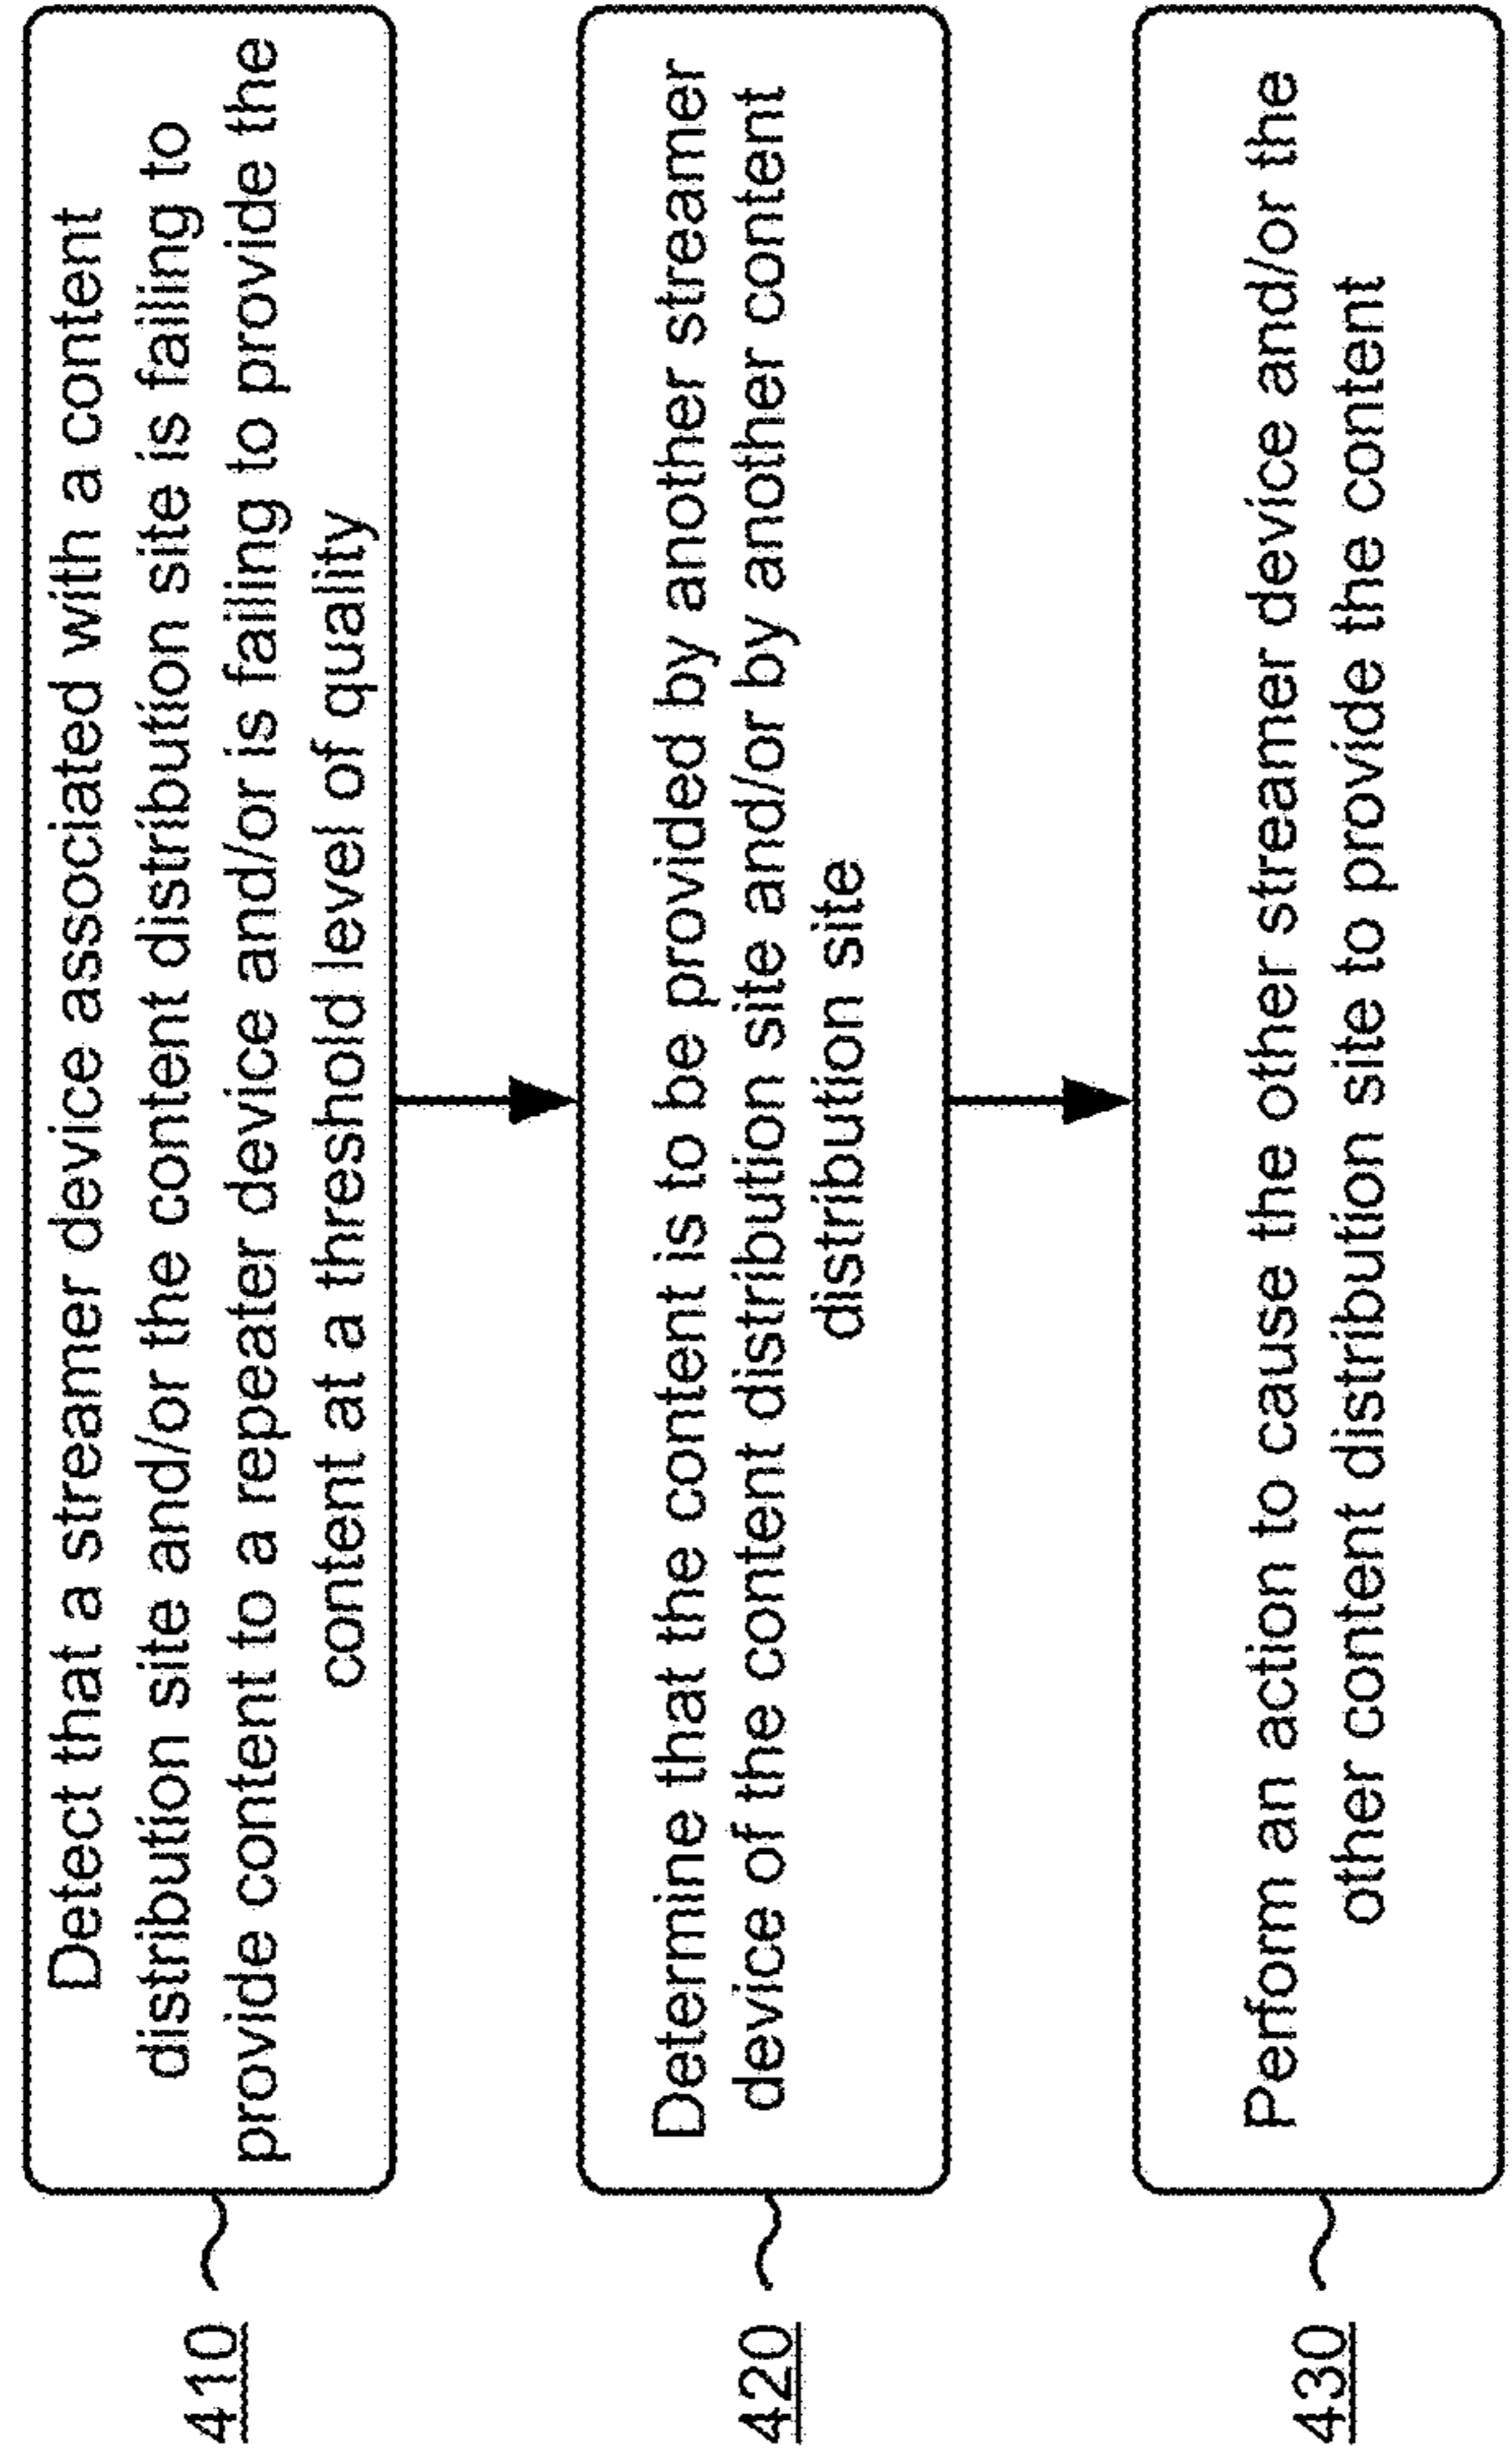 410
Detect that a streamer device associated with a content
distribution site and/or the content distribution site is failing to
provide content to a repeater device and/or is failing to provide the
content at a threshold level of quality
420
Determine that the content is to be provided by another streamer
device of the content distribution site and/or by another content
distribution site
430
Perform an action to cause the other streamer device and/or the
other content distribution site to provide the content